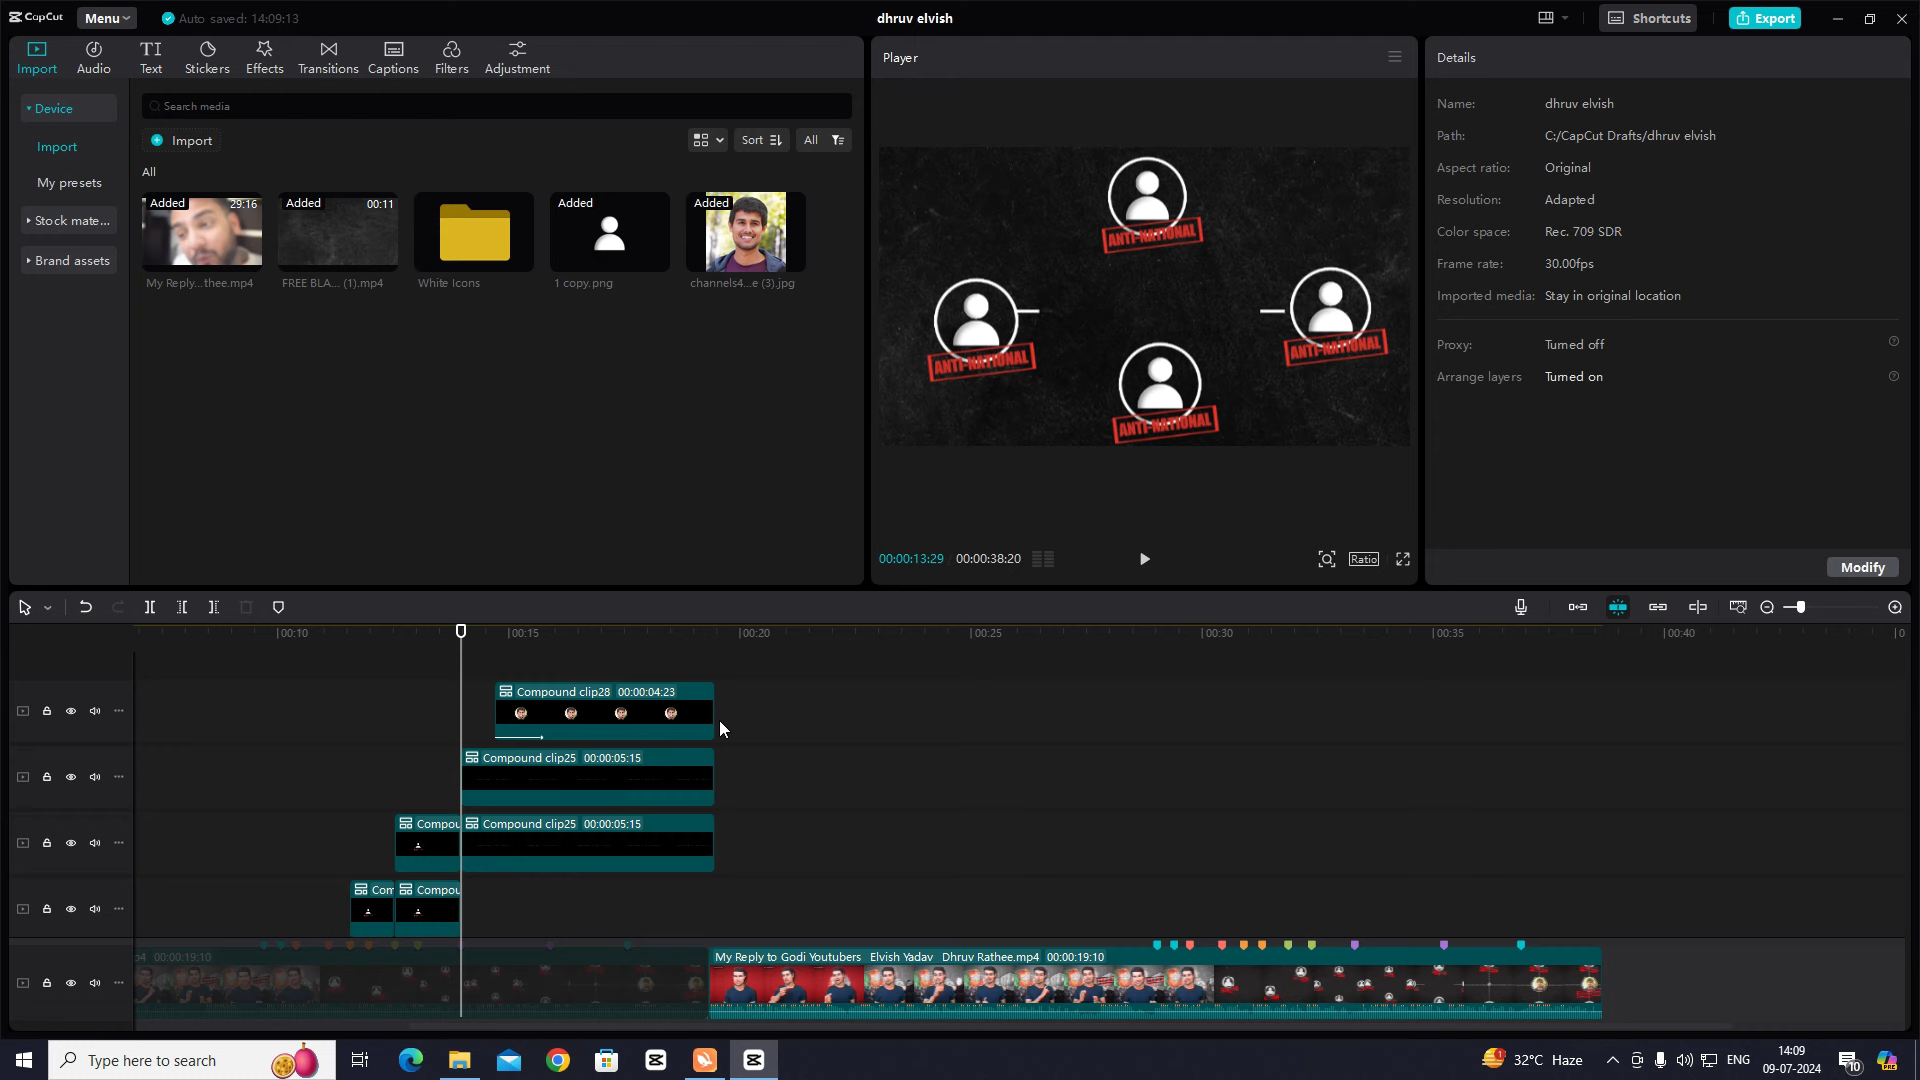 CapCut
Menu
Auto saved: 14:09:13
dhruv elvish
Shortcuts
Export
Import
Audio
TI
Text
Stickers
Effects
Transitions
Captions
Filters
Adjustment
Player
Details
Device
Import
My presets
Stock mate...
Brand assets
Search media
Import
Sort
All
All
Added
29:16
Added
00:11
Added
Added
My Reply...thee.mp4
FREE BLA... (1).mp4
White Icons
1 copy.png
channels4...e (3).jpg
ANTI-NATIONAL
ANTI-NATIONAL
ANTI-NATIONAL
ANTI-NATIONAL
00:00:13:29
00:00:38:20
Ratio
Name:
dhruv elvish
Path:
C:/CapCut Drafts/dhruv elvish
Aspect ratio:
Original
Resolution:
Adapted
Color space:
Rec. 709 SDR
Frame rate:
30.00fps
Imported media:
Stay in original location
Proxy:
Turned off
Arrange layers
Turned on
Modify
00:10
00:15
00:20
00:25
00:30
00:35
00:40
0
Compound clip28 00:00:04:23
Compound clip25 00:00:05:15
Compou
Compound clip25 00:00:05:15
Com
Compou
p4 00:00:19:10
My Reply to Godi Youtubers Elvish Yadav Dhruv Rathee.mp4 00:00:19:10
Type here to search
32°C Haze
ENG
14:09
09-07-2024
10